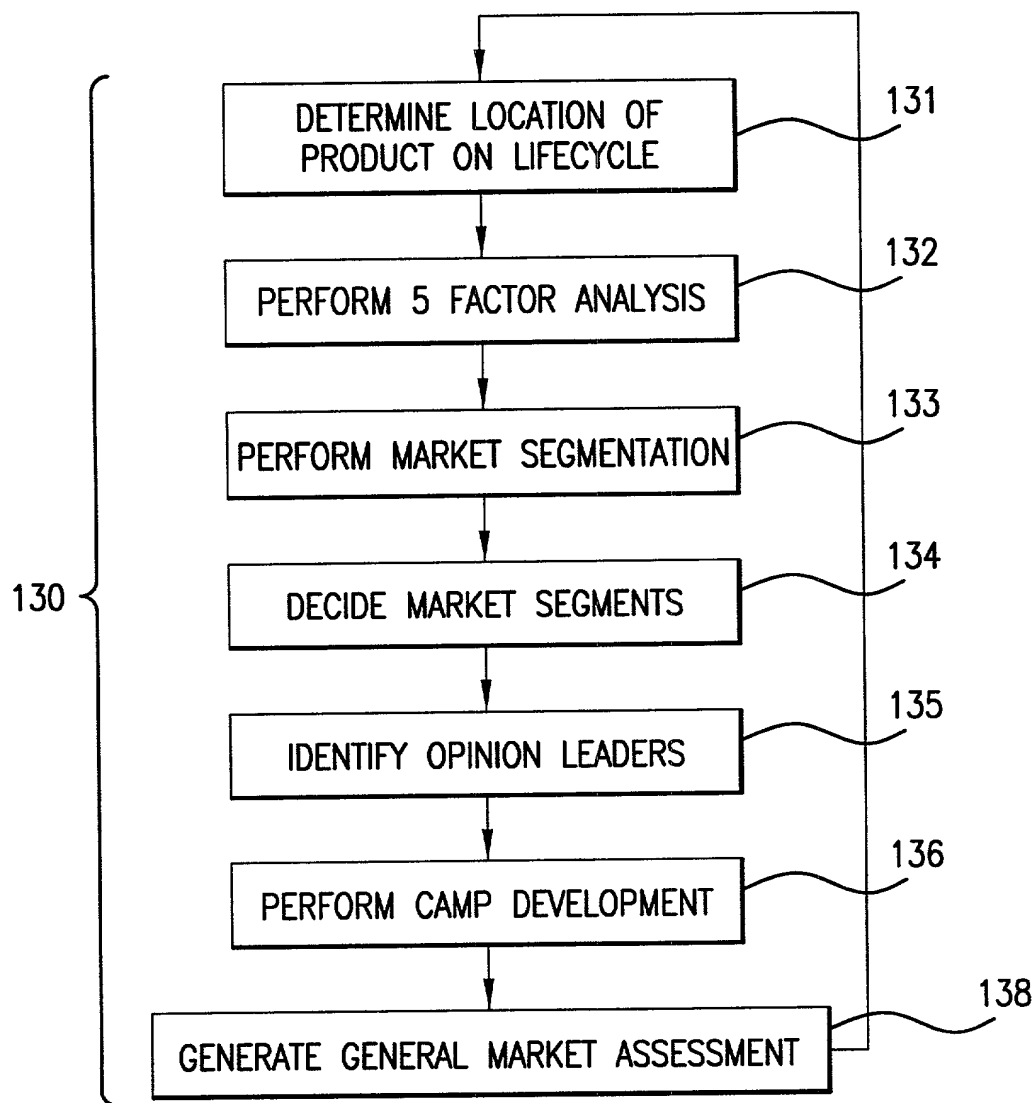 DETERMINE LOCATION OF
PRODUCT ON LIFECYCLE
131
PERFORM 5 FACTOR ANALYSIS
132
PERFORM MARKET SEGMENTATION
133
DECIDE MARKET SEGMENTS
134
130
IDENTIFY OPINION LEADERS
135
PERFORM CAMP DEVELOPMENT
136
GENERATE GENERAL MARKET ASSESSMENT
138